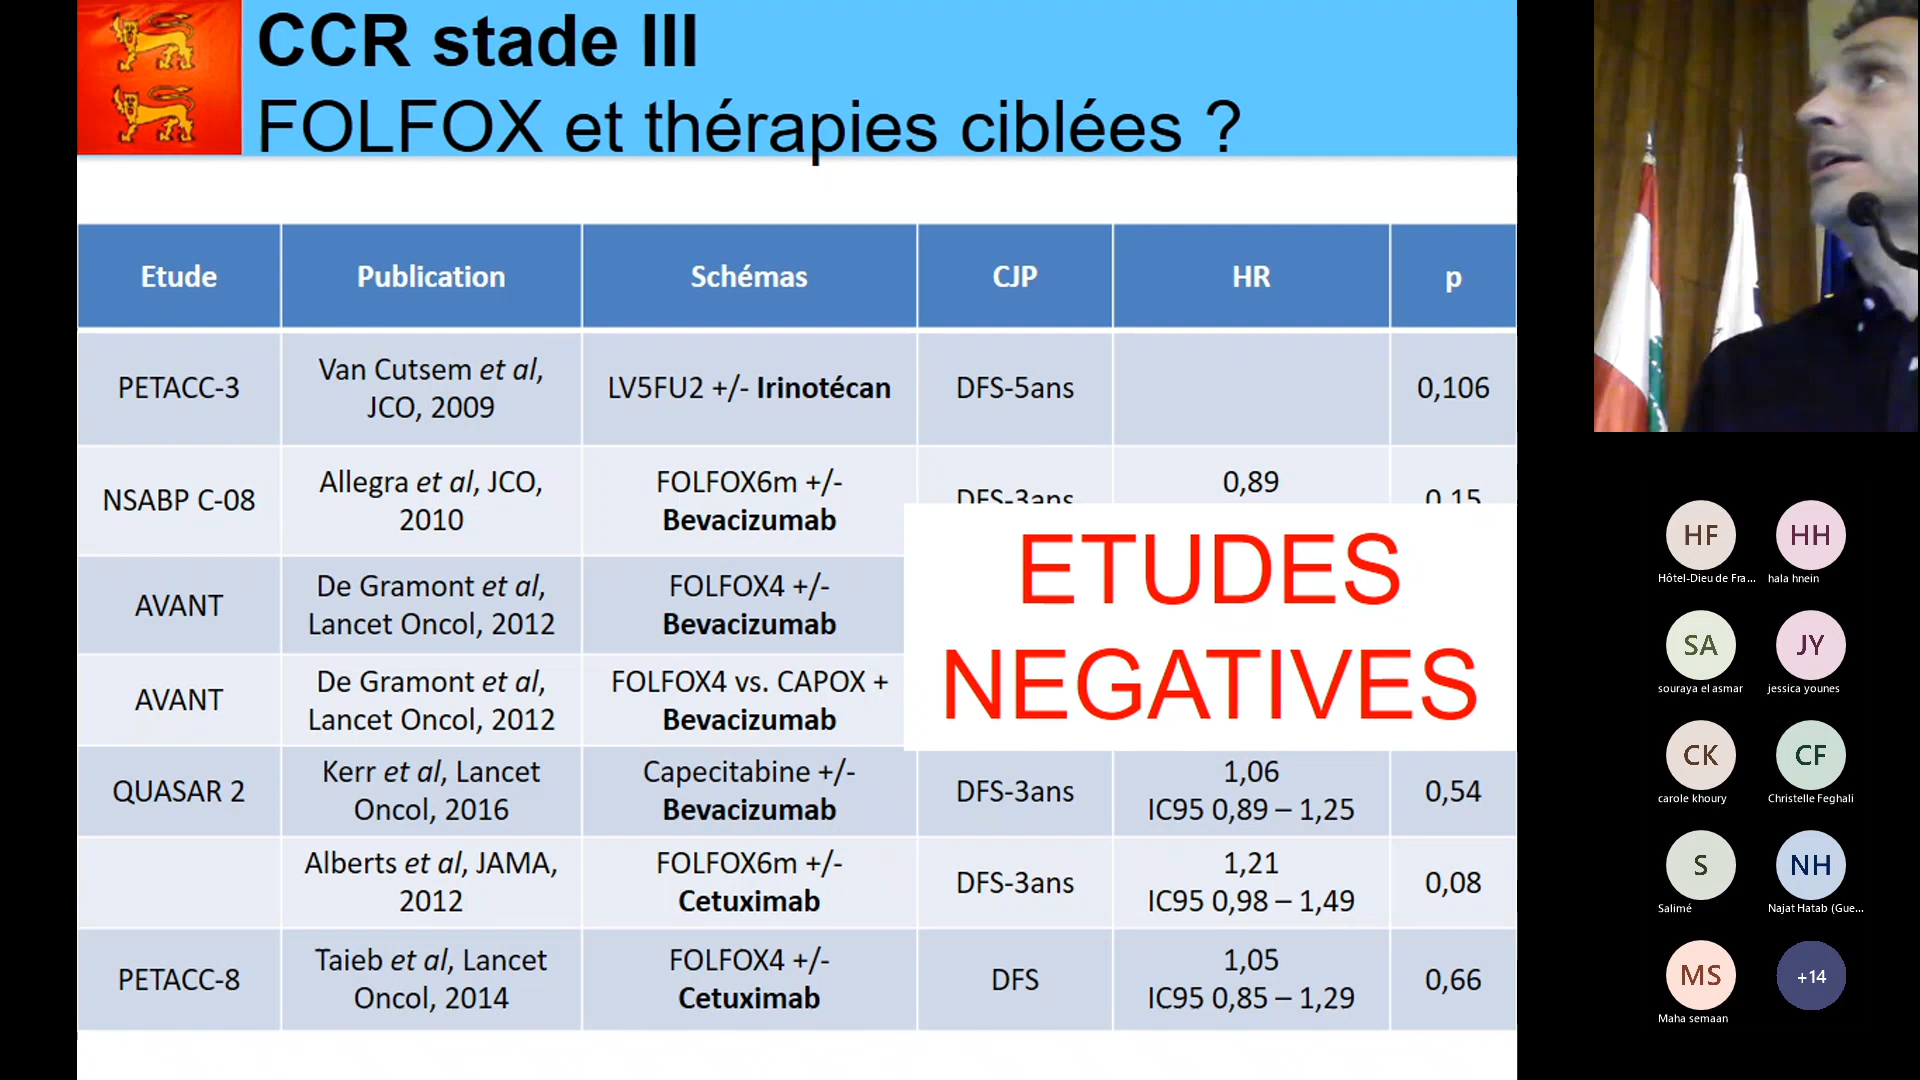 CCR stade III
FOLFOX et thérapies ciblées ?
Etude
Publication
Schémas
CJP
HR
p
PETACC-3
Van Cutsem et al,
JCO, 2009
LV5FU2 +/- Irinotécan
DFS-5ans
0,106
NSABP C-08
Allegra et al, JCO,
2010
FOLFOX6m +/-
Bevacizumab
DFS-3ans
0,89
0,15
AVANT
De Gramont et al,
Lancet Oncol, 2012
FOLFOX4 +/-
Bevacizumab
AVANT
De Gramont et al,
Lancet Oncol, 2012
FOLFOX4 vs. CAPOX +
Bevacizumab
ETUDES
NEGATIVES
QUASAR 2
Kerr et al, Lancet
Oncol, 2016
Capecitabine +/-
Bevacizumab
DFS-3ans
1,06
IC95 0,89 – 1,25
0,54
Alberts et al, JAMA,
2012
FOLFOX6m +/-
Cetuximab
DFS-3ans
1,21
IC95 0,98 – 1,49
0,08
PETACC-8
Taieb et al, Lancet
Oncol, 2014
FOLFOX4 +/-
Cetuximab
DFS
1,05
IC95 0,85 – 1,29
0,66
HF
Hôtel-Dieu de Fra...
HH
hala hnein
SA
souraya el asmar
JY
jessica younes
CK
carole khoury
CF
Christelle Feghali
S
Salimé
NH
Najat Hatab (Gue...
MS
Maha semaan
+14